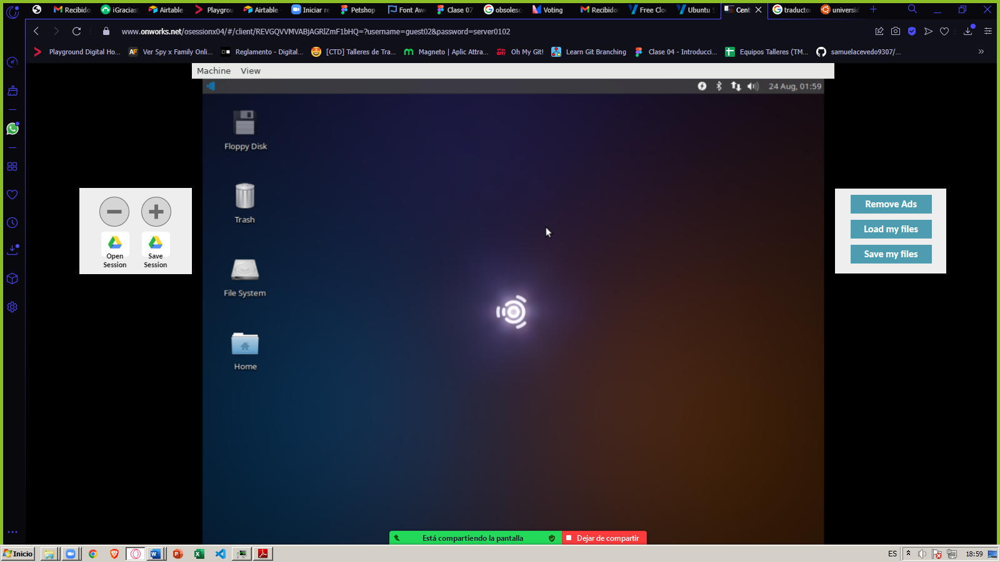 Recibido
iGracias
Airtable
Playgrou
Airtable
Iniciar re
Petshop
Font Awe
Clase 07
obsolesc
Voting
Recibido
Free Clo
Ubuntu S
Cent
traducto
universid
www.onworks.net/osessionx04/#/client/REVGQVVMVABjAGRlZmF1bHQ=?username=guest02&password=server0102
Playground Digital Ho...
AF Ver Spy x Family Onli...
Reglamento - Digital...
[CTD] Talleres de Tra...
Magneto | Aplic Attra...
Oh My Git!
Learn Git Branching
Clase 04 - Introducci...
Equipos Talleres (TM...
samuelacevedo9307/...
Machine View
24 Aug, 01:59
Floppy Disk
Trash
File System
Home
Open
Session
Save
Session
Remove Ads
Load my files
Save my files
Está compartiendo la pantalla
Dejar de compartir
Inicio
ES
18:59